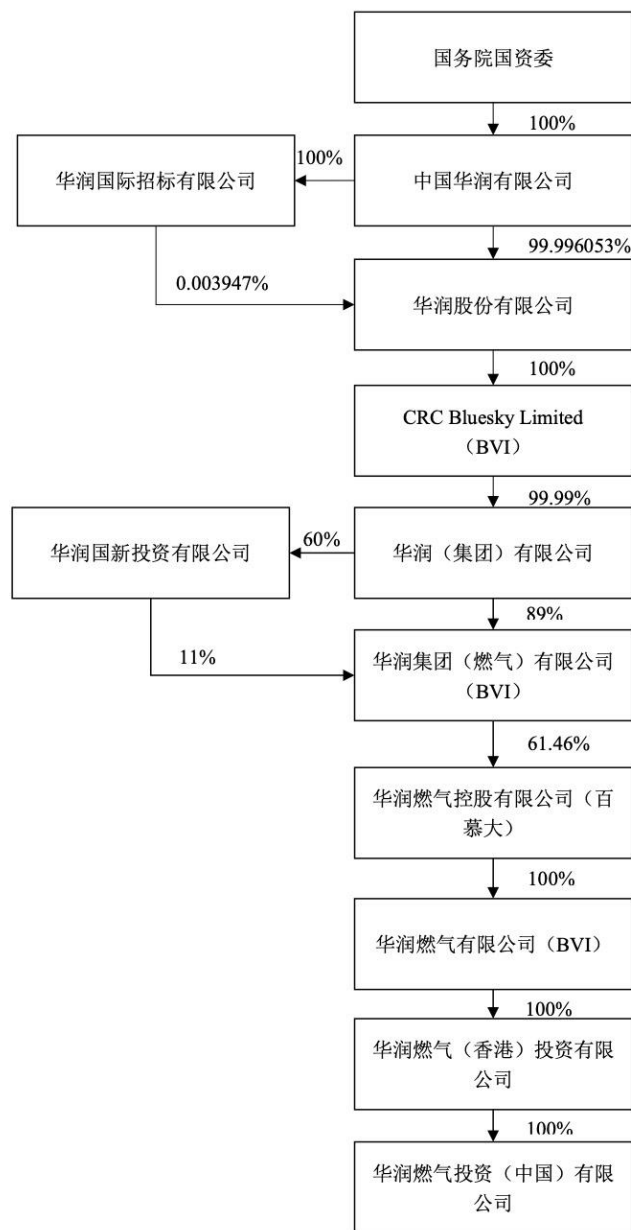 国务院国资委
100%
华润国际招标有限公司
100%
中国华润有限公司
99.996053%
0.003947%
华润股份有限公司
100%
CRC Bluesky Limited
（BVI）
99.99%
华润国新投资有限公司
60%
华润（集团）有限公司
89%
11%
华润集团（燃气）有限公司
（BVI）
61.46%
华润燃气控股有限公司（百
慕大）
100%
华润燃气有限公司（BVI）
100%
华润燃气（香港）投资有限
公司
100%
华润燃气投资（中国）有限
公司